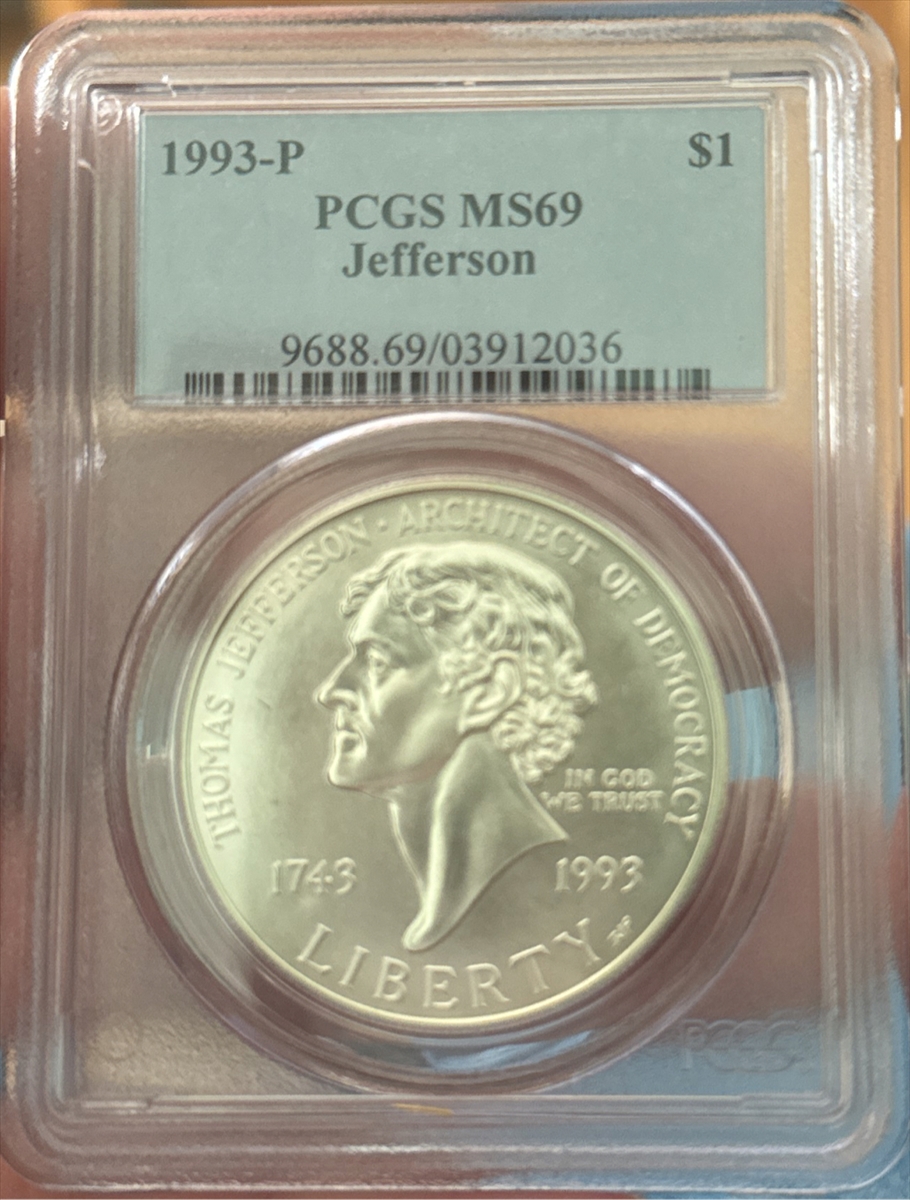 1993-P $1
PCGS MS69
Jefferson
9688.69/03912036
THOMAS JEFFERSON · ARCHITECT OF DEMOCRACY
IN GOD
WE TRUST
1743 1993
LIBERTY
PCGS